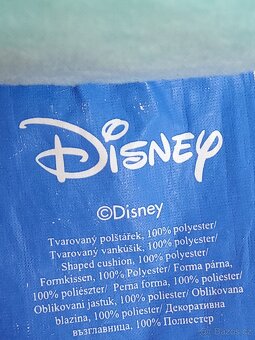 Disney
©Disney
Tvarovaný polštářek, 100% polyester/
Tvarovaný vankúšik, 100% polyester/
Shaped cushion, 100% polyester/
Formkissen, 100% Polyester/ Forma párna,
100% poliészter/ Perna forma, 100% poliester/
Oblikovani jastuk, 100% poliester/ Oblikovana
blazina, 100% poliester/ Декоративна
възглавница, 100% Полиестер